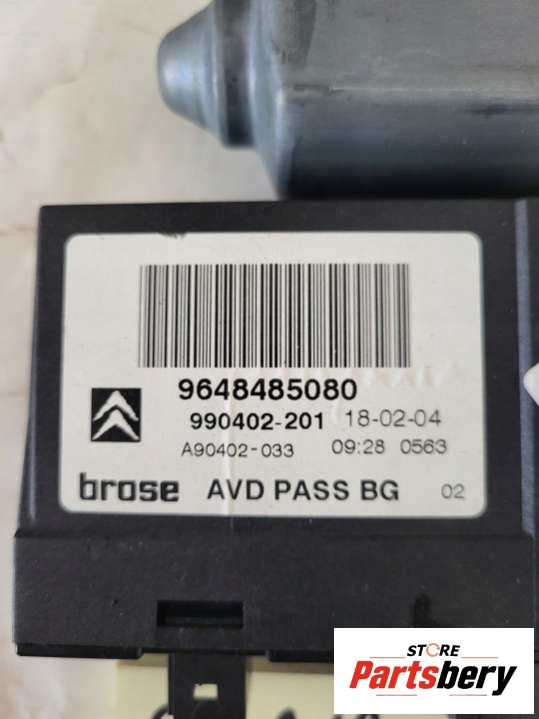 9648485080
990402-201 18-02-04
A90402-033 09:28 0563
brose AVD PASS BG 02
STORE
Partsbery